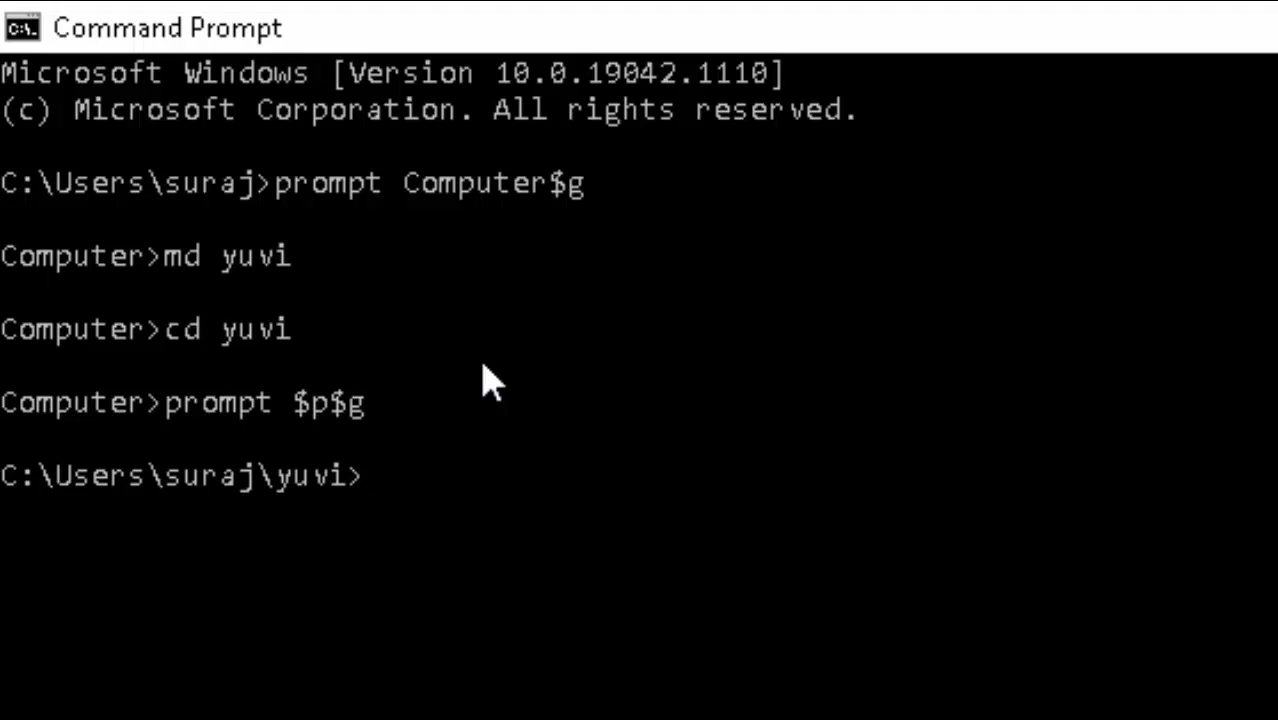 Command Prompt
Microsoft Windows [Version 10.0.19042.1110]
(c) Microsoft Corporation. All rights reserved.
C:\Users\suraj>prompt Computer$g
Computer>md yuvi
Computer>cd yuvi
Computer>prompt $p$g
C:\Users\suraj\yuvi>